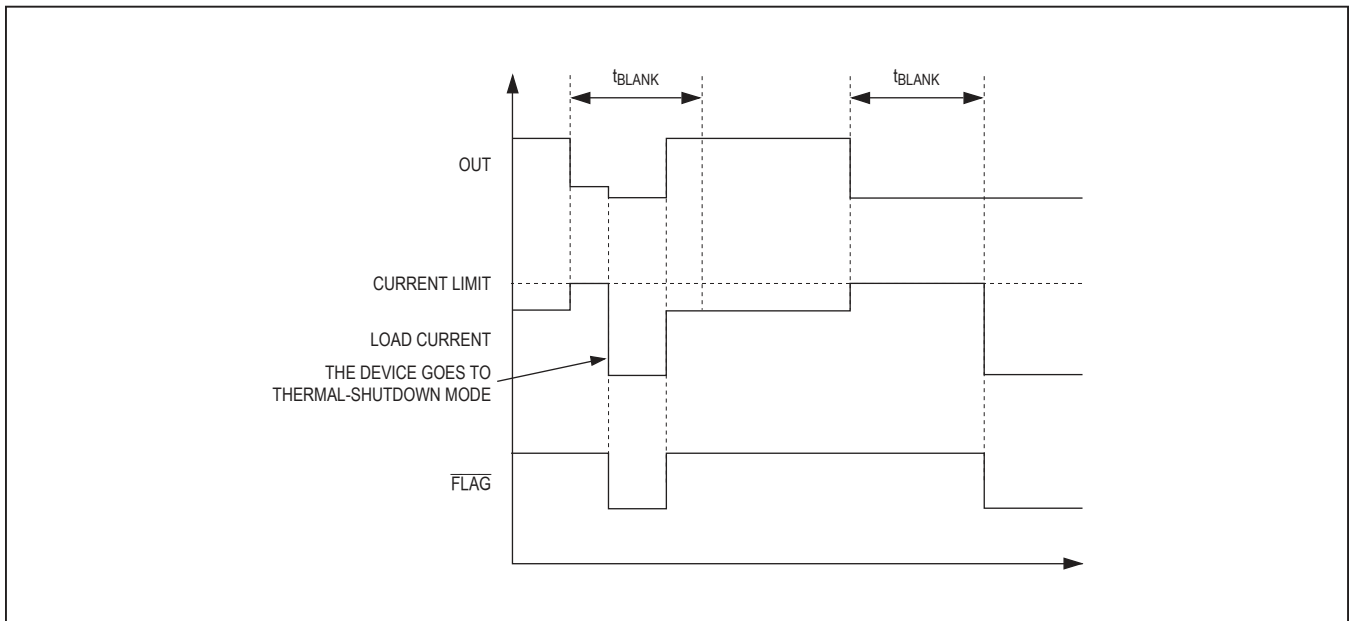 tBLANK
tBLANK
OUT
CURRENT LIMIT
LOAD CURRENT
THE DEVICE GOES TO
THERMAL-SHUTDOWN MODE
FLAG